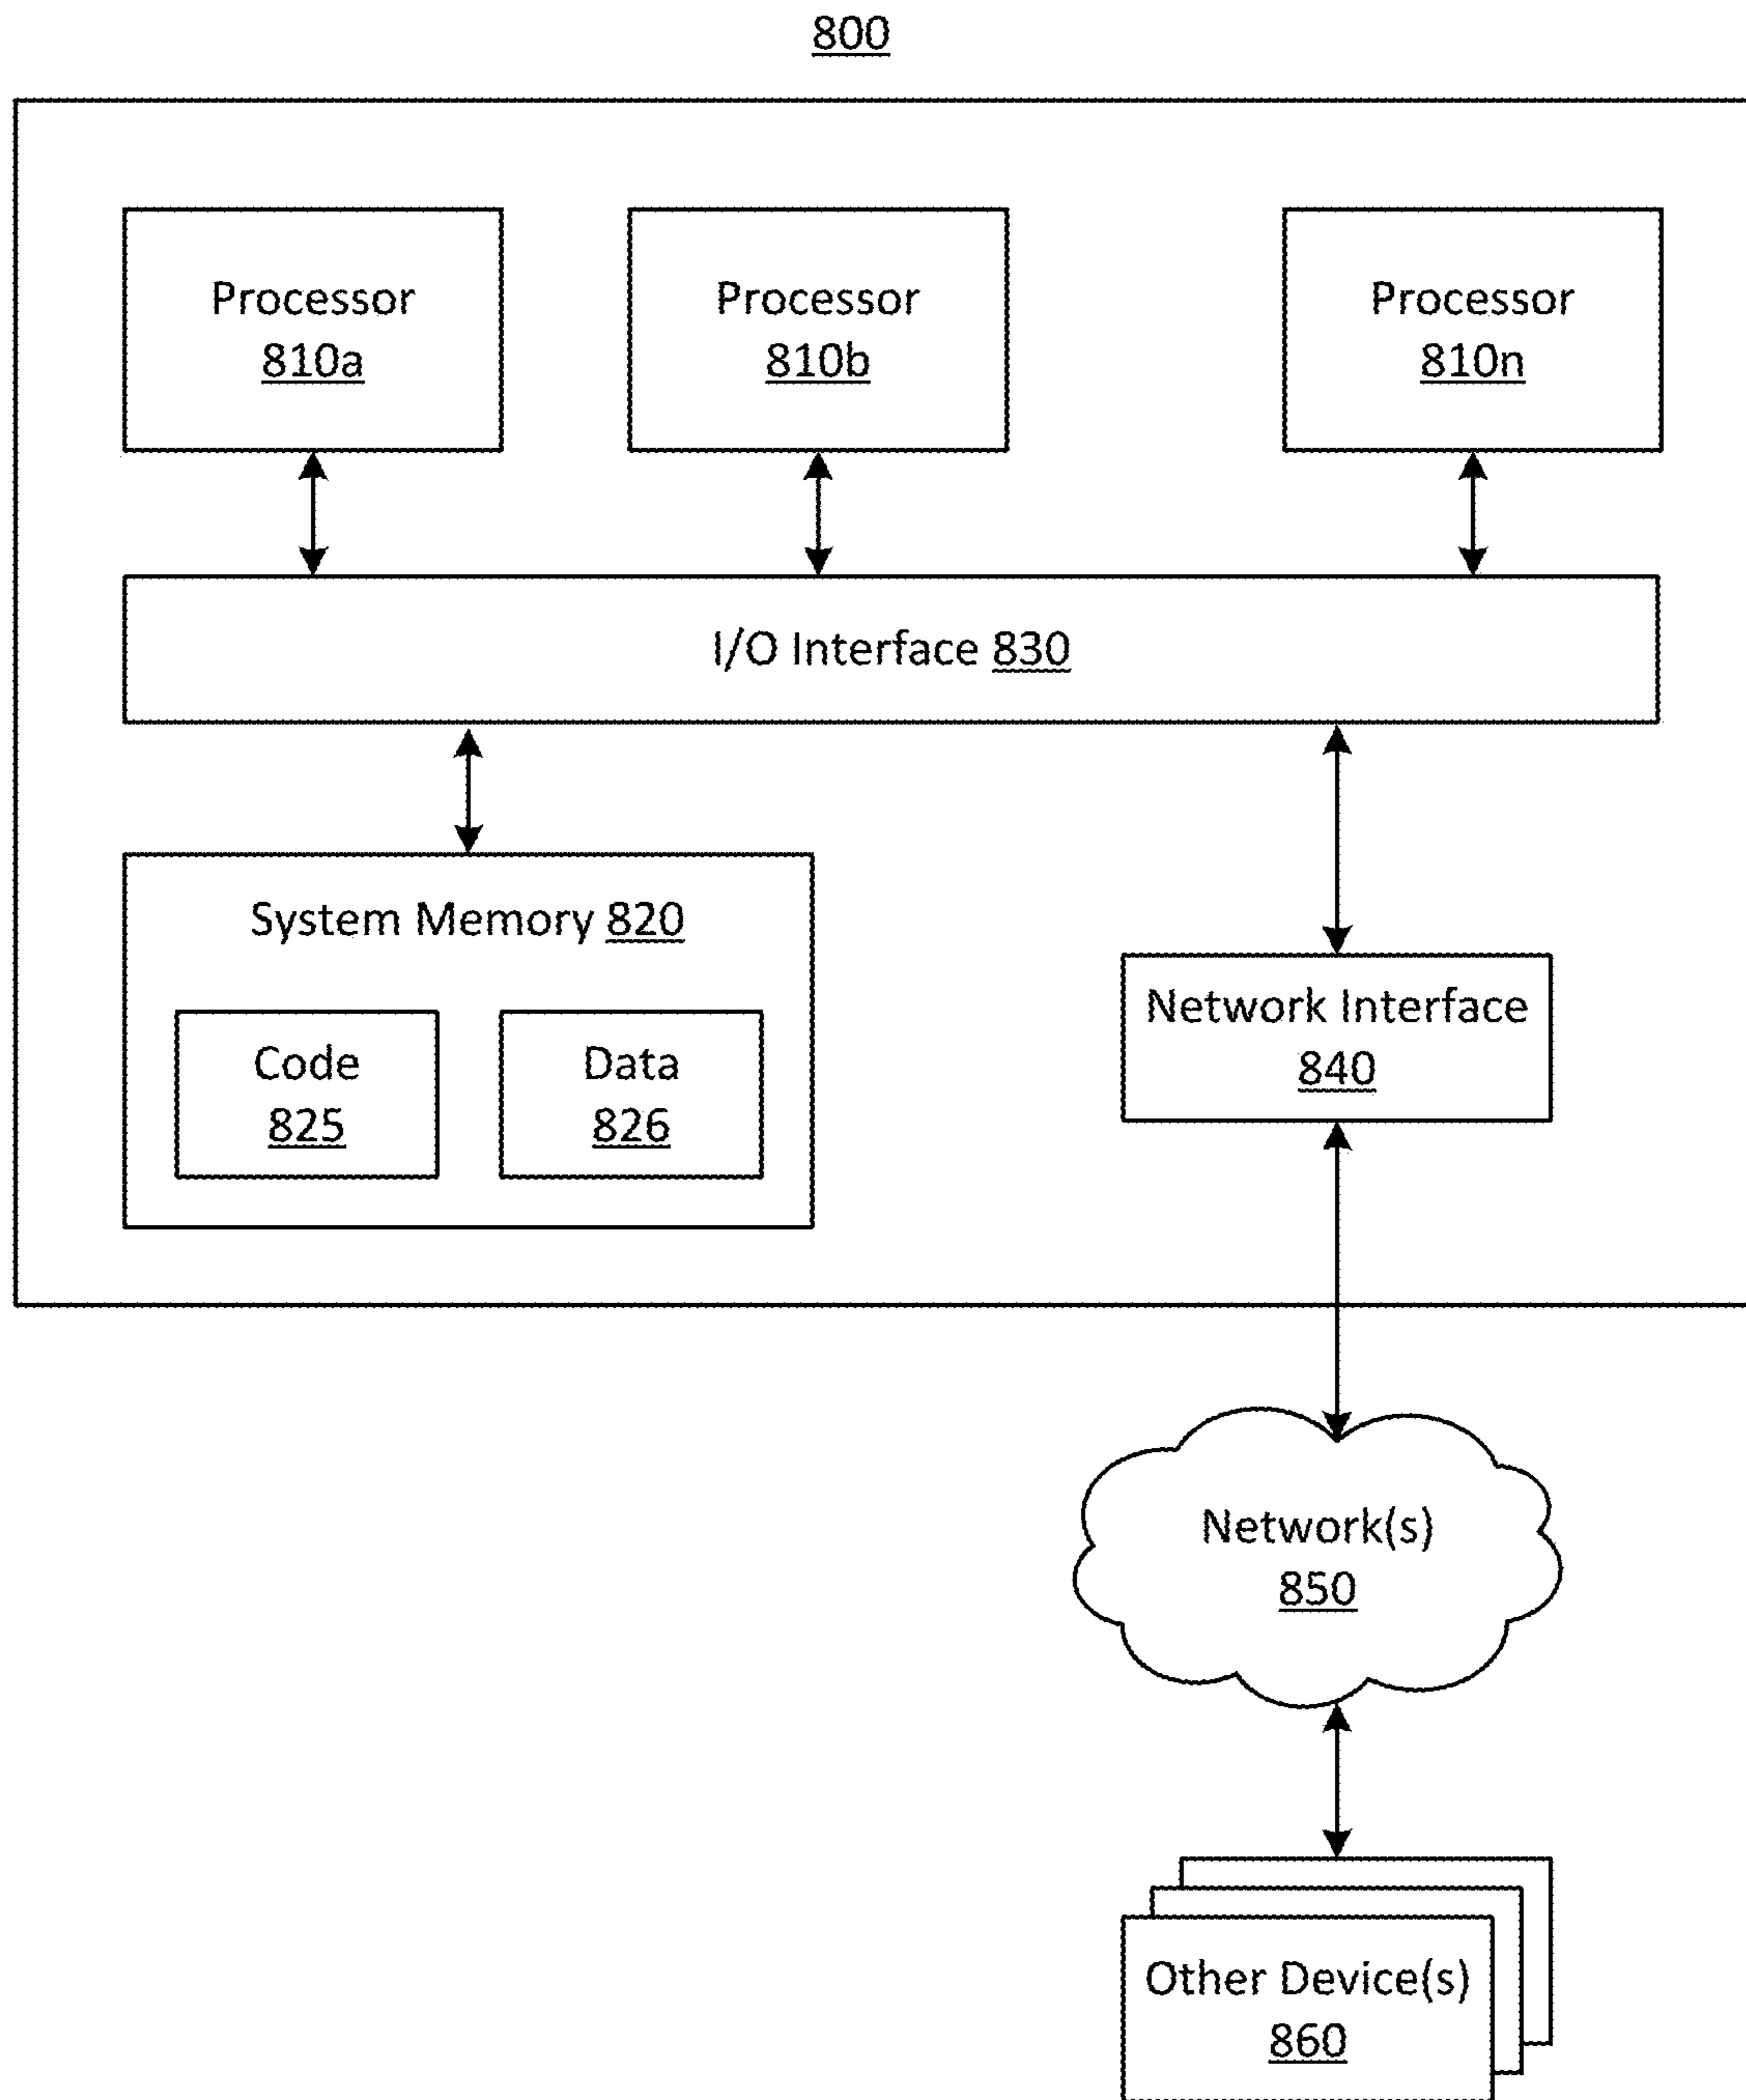 800
Processor
810a
Processor
810b
Processor
810n
I/O Interface 830
System Memory 820
Code
825
Data
826
Network Interface
840
Network(s)
850
Other Device(s)
860